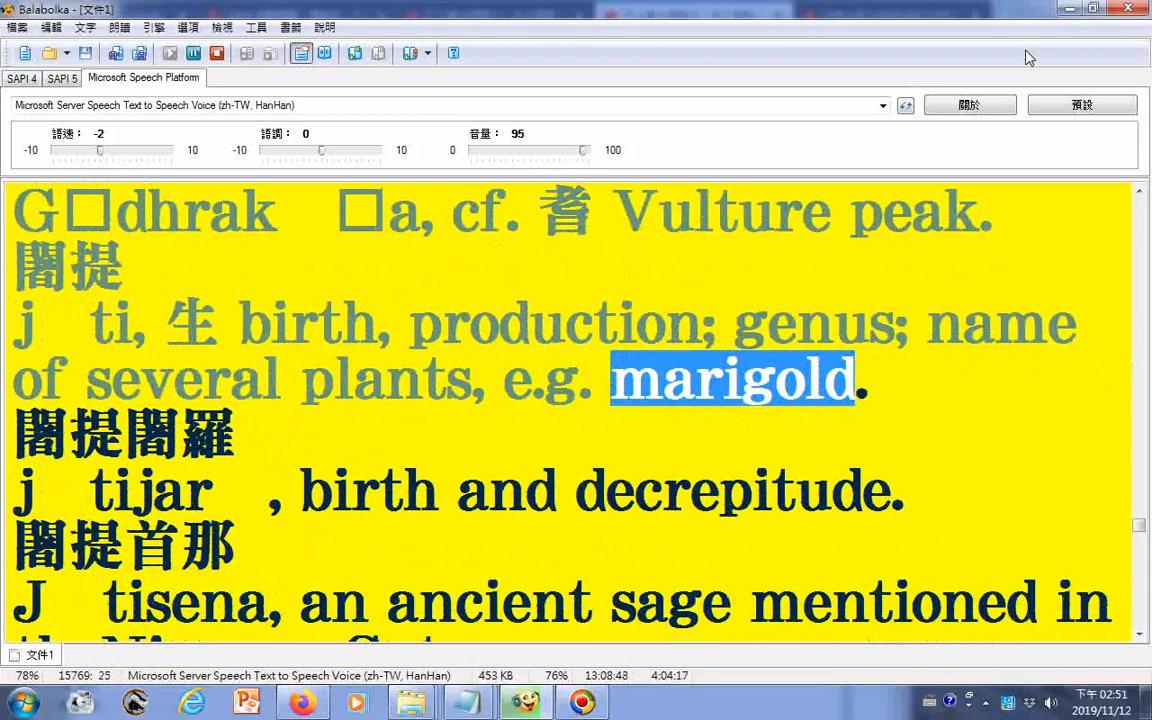 Balabolka - [文件1]
檔案 編輯 文字 朗讀 引擎 選項 檢視 工具 書籤 說明
SAPI 4 SAPI 5 Microsoft Speech Platform
Microsoft Server Speech Text to Speech Voice (zh-TW, HanHan) 關於 預設
語速： -2 語調： 0 音量： 95
-10 10 -10 10 0 100
G□dhrak □a, cf. 耆 Vulture peak.
闍提
j ti, 生 birth, production; genus; name
of several plants, e.g. marigold.
闍提闍羅
j tijar , birth and decrepitude.
闍提首那
J tisena, an ancient sage mentioned in
文件1
78% 15769: 25 Microsoft Server Speech Text to Speech Voice (zh-TW, HanHan) 453 KB 76% 13:08:48 4:04:17
下午 02:51
2019/11/12